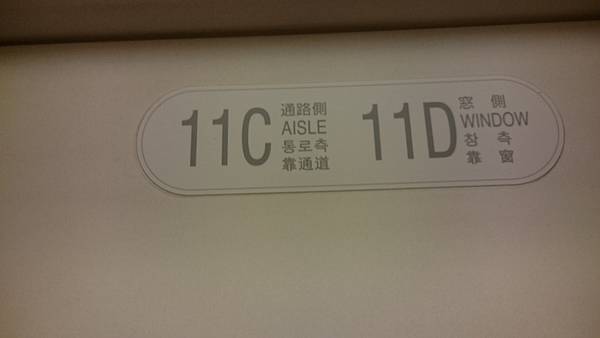 11C
通路側
AISLE
통로측
靠通道
11D
窓 側
WINDOW
창 측
靠 窗